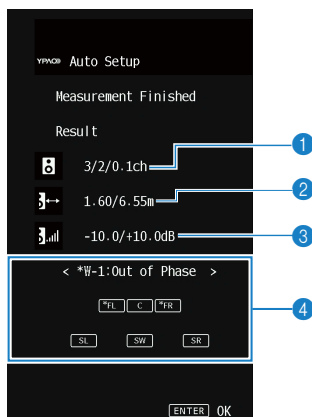 YPAO Auto Setup
Measurement Finished
Result
3/2/0.1ch 1
1.60/6.55m 2
-10.0/+10.0dB 3
< *W-1:Out of Phase >
*FL C *FR 4
SL SW SR
ENTER OK